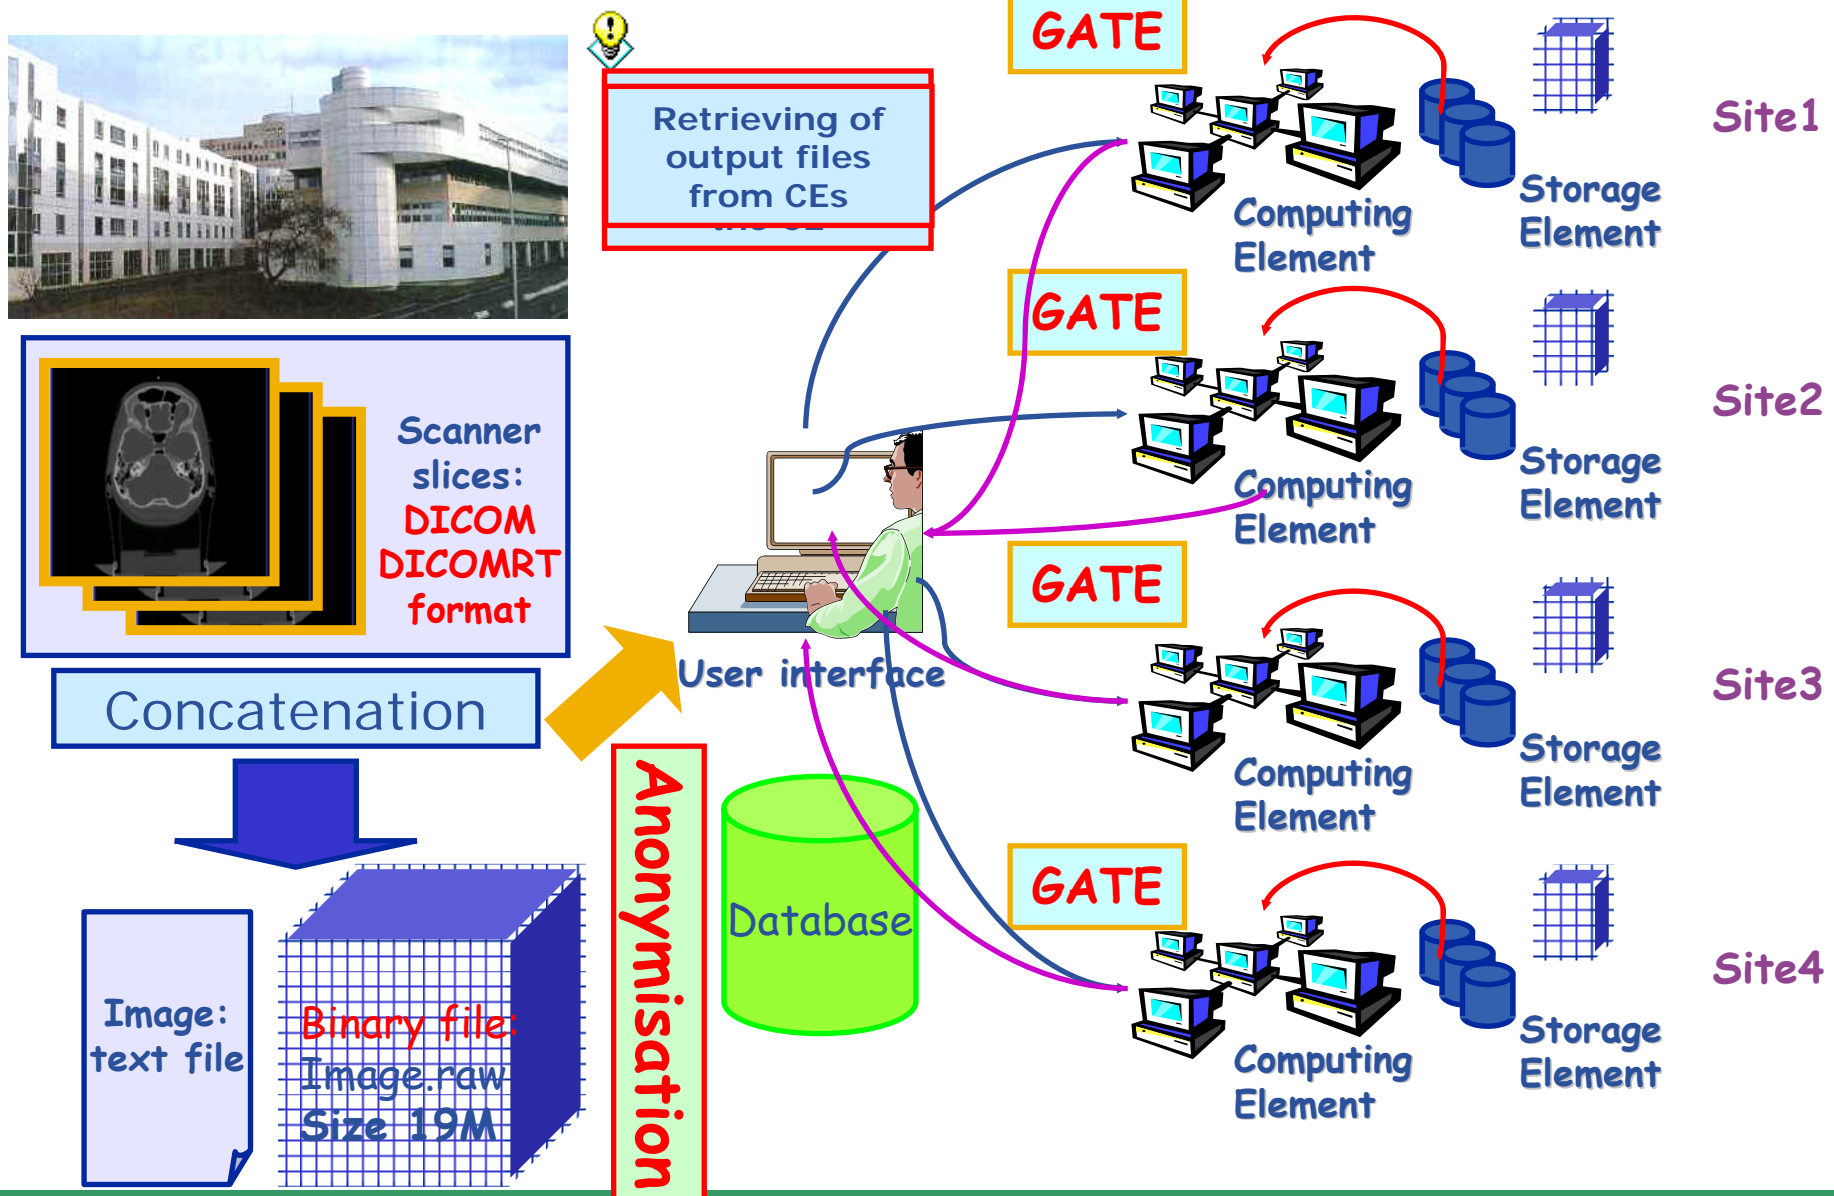 Retrieving of
output files
from CEs
Scanner
slices:
DICOM
DICOMRT
format
Concatenation
Image:
text file
Binary file:
Image.raw
Size 19M
Anonymisation
User interface
Database
GATE
Computing
Element
Storage
Element
Site1
GATE
Computing
Element
Storage
Element
Site2
GATE
Computing
Element
Storage
Element
Site3
GATE
Computing
Element
Storage
Element
Site4